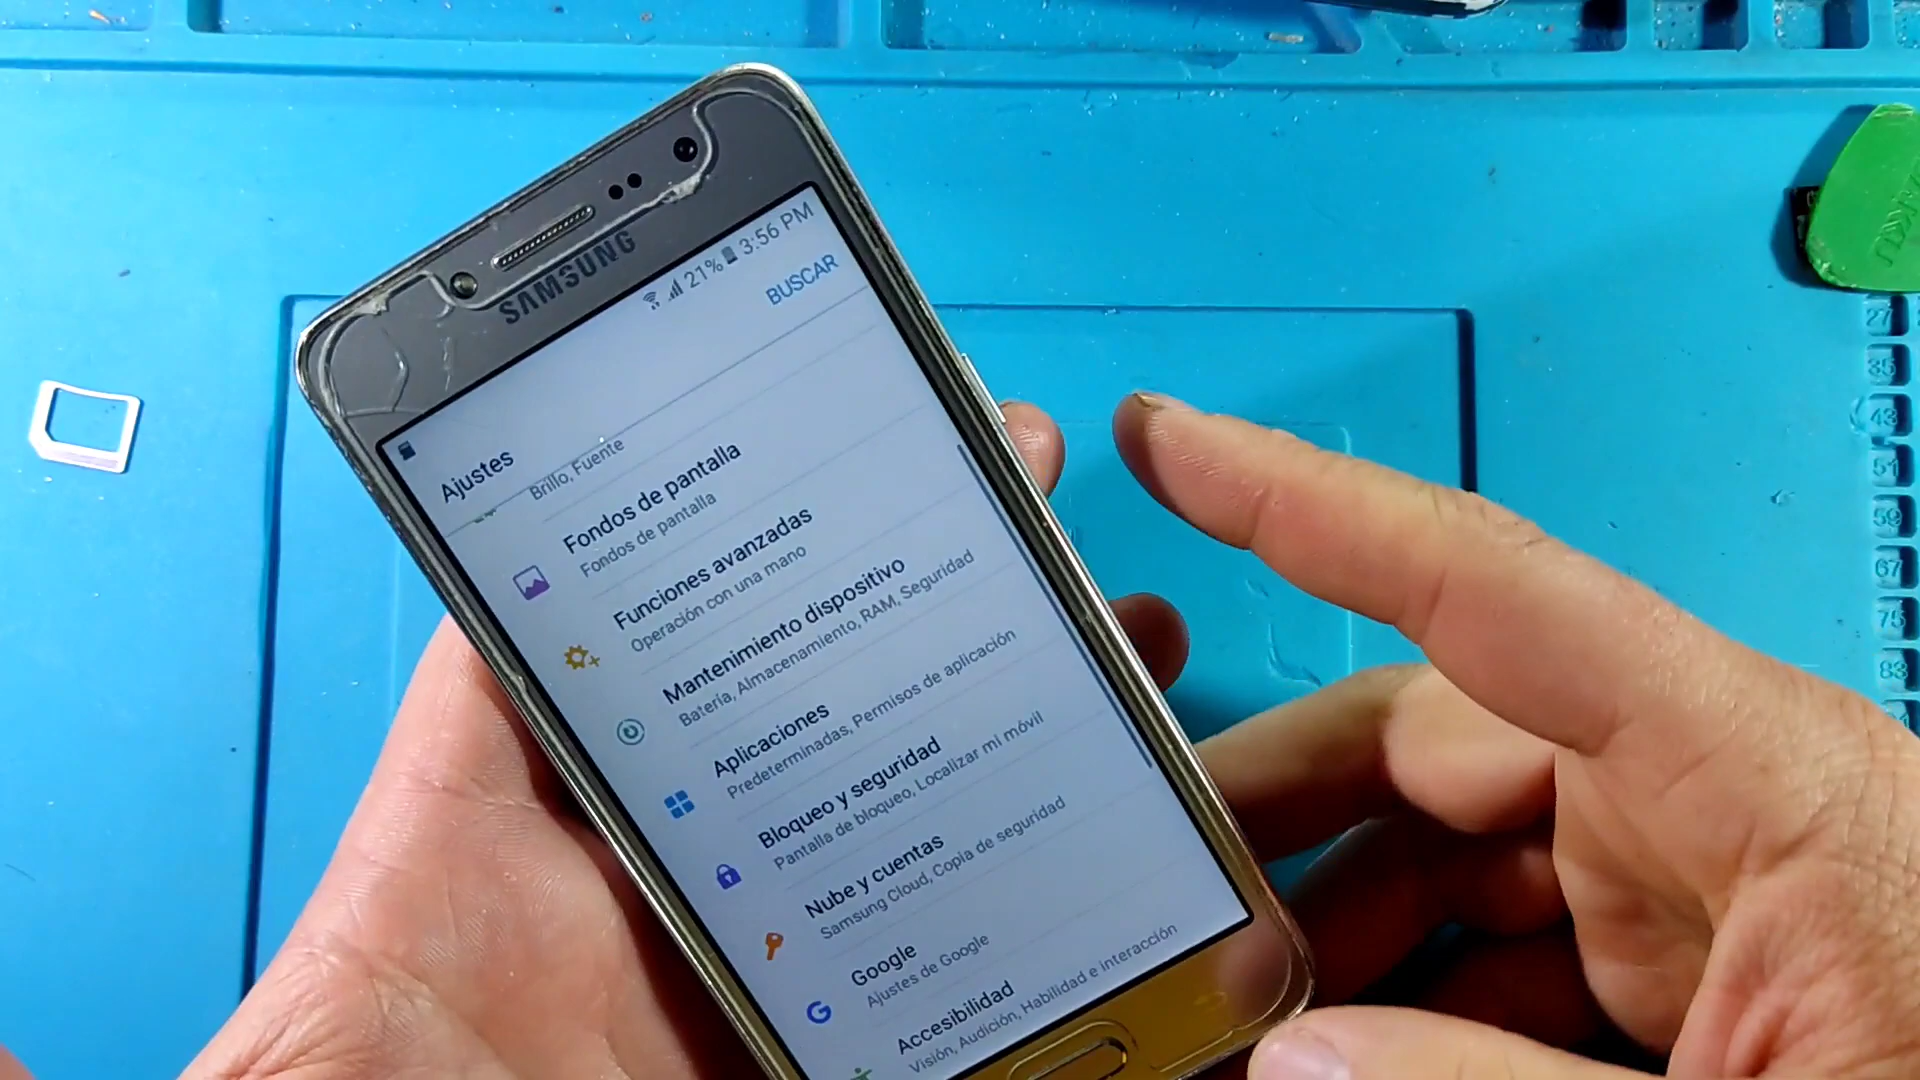 SAMSUNG
21% 3:56 PM
Ajustes
BUSCAR
Brillo, Fuente
Fondos de pantalla
Fondos de pantalla
Funciones avanzadas
Operación con una mano
Mantenimiento dispositivo
Batería, Almacenamiento, RAM, Seguridad
Aplicaciones
Predeterminadas, Permisos de aplicación
Bloqueo y seguridad
Pantalla de bloqueo, Localizar mi móvil
Nube y cuentas
Samsung Cloud, Copia de seguridad
Google
Ajustes de Google
Accesibilidad
Visión, Audición, Habilidad e interacción
27
35
43
51
59
67
75
83